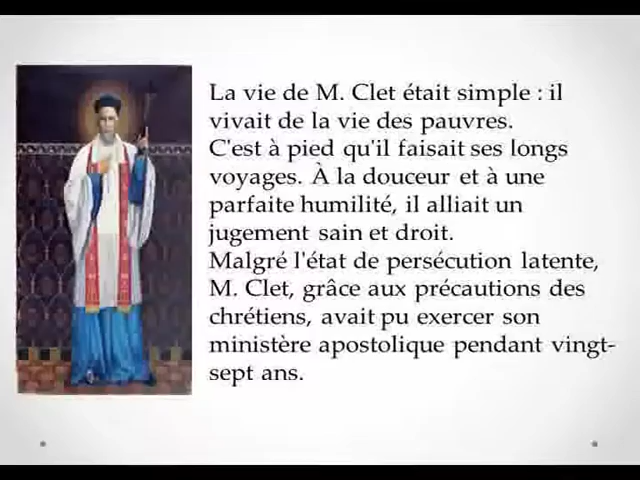 La vie de M. Clet était simple : il
vivait de la vie des pauvres.
C'est à pied qu'il faisait ses longs
voyages. À la douceur et à une
parfaite humilité, il alliait un
jugement sain et droit.
Malgré l'état de persécution latente,
M. Clet, grâce aux précautions des
chrétiens, avait pu exercer son
ministère apostolique pendant vingt-
sept ans.